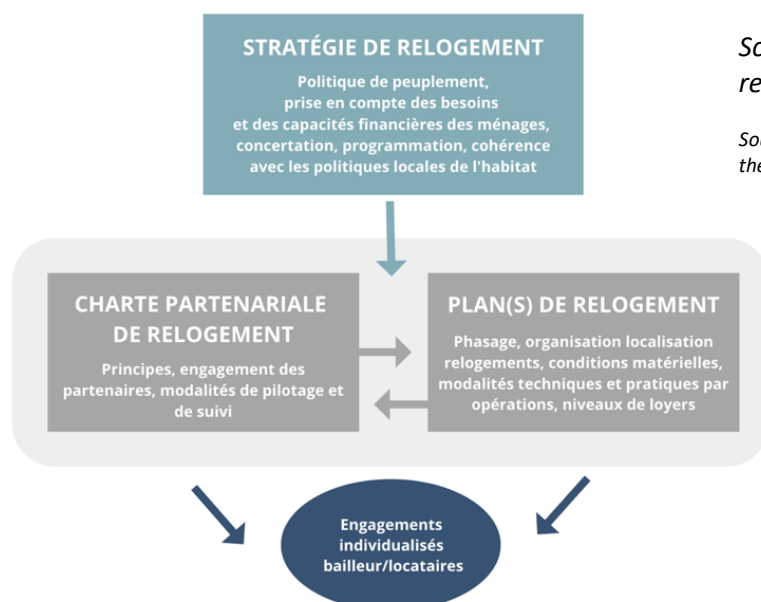 STRATÉGIE DE RELOGEMENT
Politique de peuplement,
prise en compte des besoins
et des capacités financières des ménages,
concertation, programmation, cohérence
avec les politiques locales de l'habitat
CHARTE PARTENARIALE
DE RELOGEMENT
Principes, engagement des
partenaires, modalités de pilotage et
de suivi
PLAN(S) DE RELOGEMENT
Phasage, organisation localisation
relogements, conditions matérielles,
modalités techniques et pratiques par
opérations, niveaux de loyers
Engagements
individualisés
bailleur/locataires